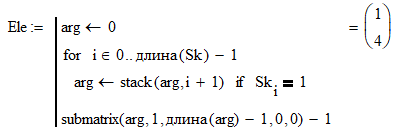 Ele := arg ← 0 = (1
for i ∈ 0.. длина(Sk) − 1 4)
arg ← stack(arg, i + 1) if Sk i = 1
submatrix(arg, 1, длина(arg) − 1, 0, 0) − 1